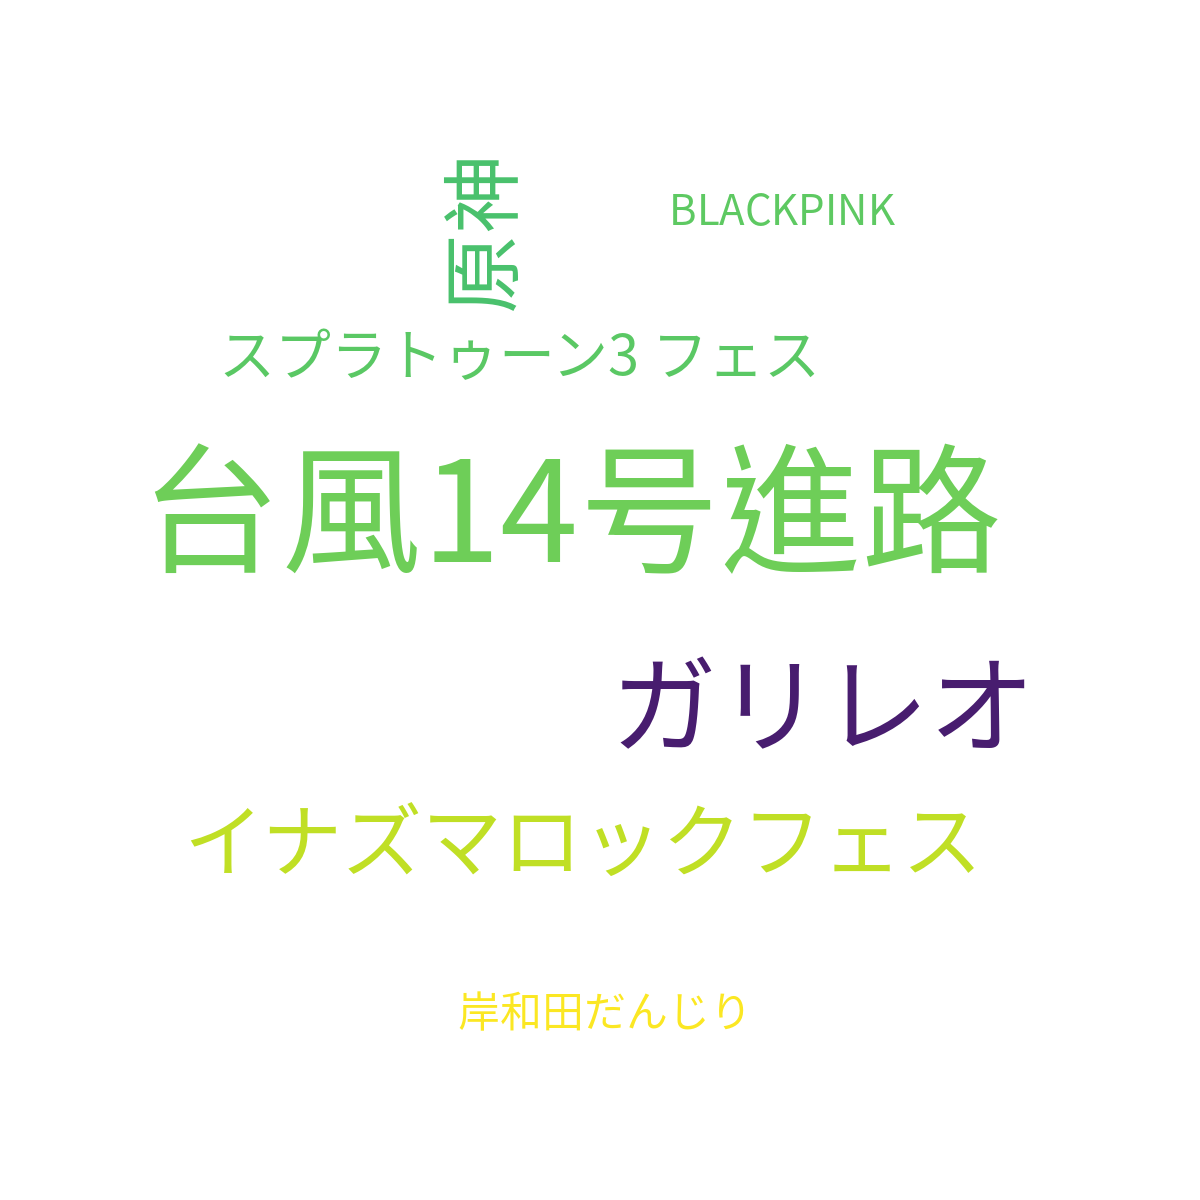 原神
BLACKPINK
スプラトゥーン3 フェス
台風14号進路
ガリレオ
イナズマロックフェス
岸和田だんじり